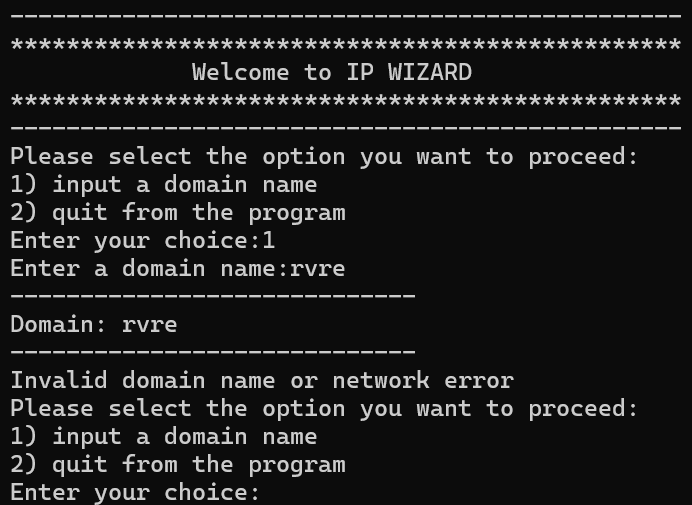 ------------------------------------------------
************************************************
Welcome to IP WIZARD
************************************************
------------------------------------------------
Please select the option you want to proceed:
1) input a domain name
2) quit from the program
Enter your choice:1
Enter a domain name:rvre
-----------------------------
Domain: rvre
-----------------------------
Invalid domain name or network error
Please select the option you want to proceed:
1) input a domain name
2) quit from the program
Enter your choice: